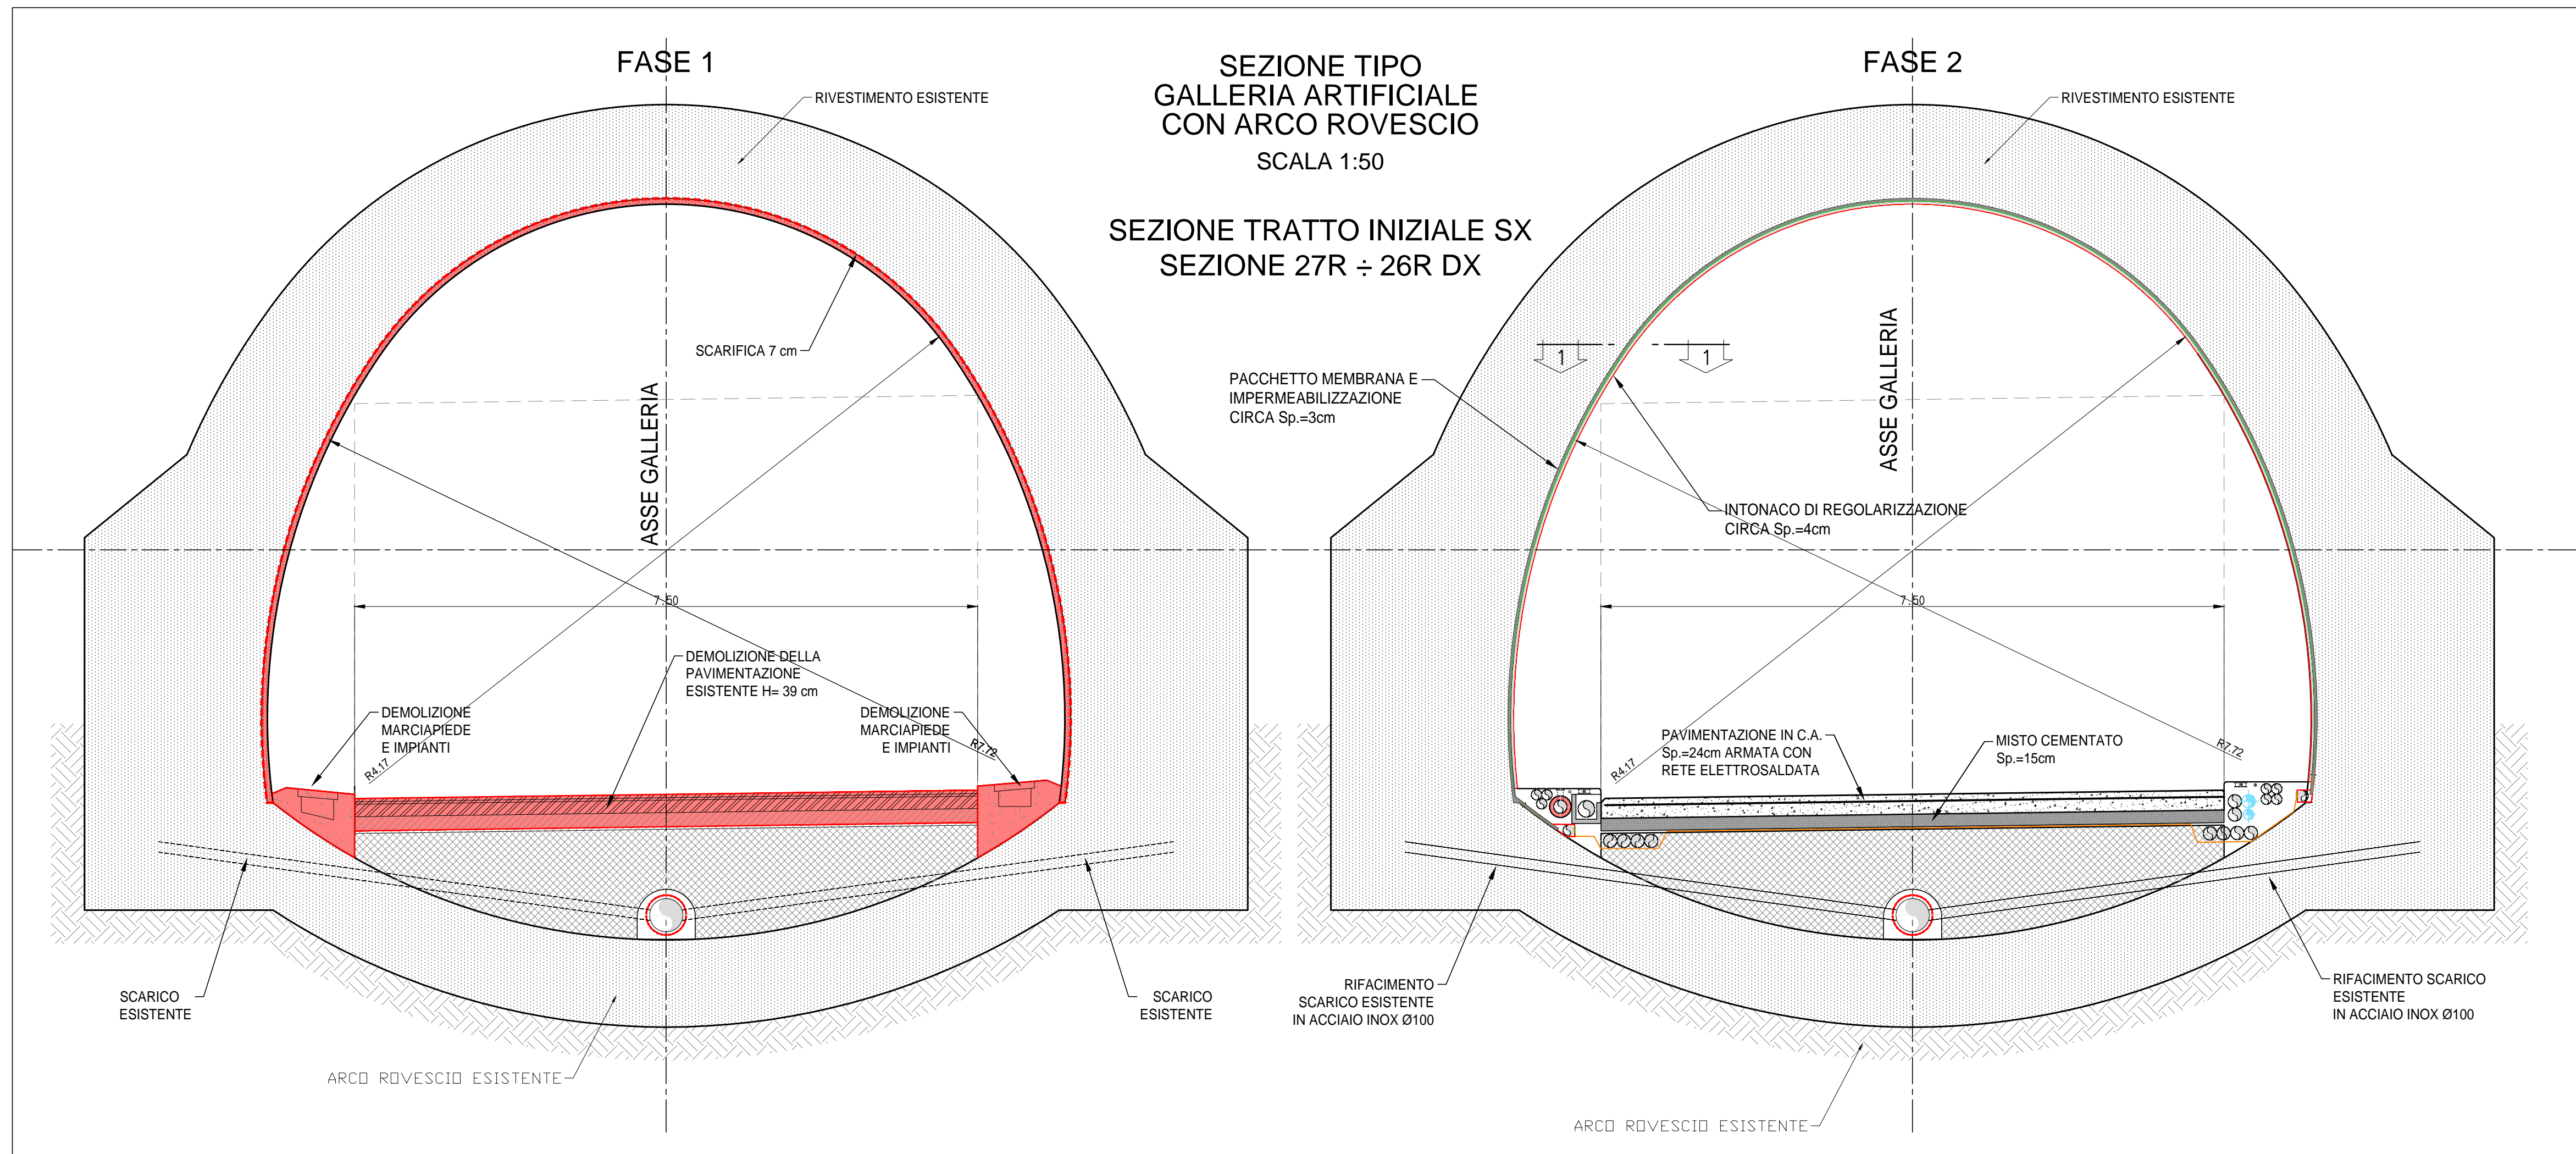 FASE 1
RIVESTIMENTO ESISTENTE
SCARIFICA 7 cm
ASSE GALLERIA
7.50
DEMOLIZIONE DELLA
PAVIMENTAZIONE
ESISTENTE H= 39 cm
DEMOLIZIONE
MARCIAPIEDE
E IMPIANTI
DEMOLIZIONE
MARCIAPIEDE
E IMPIANTI
R4.17
R7.72
SCARICO
ESISTENTE
SCARICO
ESISTENTE
ARCO ROVESCIO ESISTENTE
SEZIONE TIPO
GALLERIA ARTIFICIALE
CON ARCO ROVESCIO
SCALA 1:50
SEZIONE TRATTO INIZIALE SX
SEZIONE 27R ÷ 26R DX
FASE 2
RIVESTIMENTO ESISTENTE
1
1
PACCHETTO MEMBRANA E
IMPERMEABILIZZAZIONE
CIRCA Sp.=3cm
ASSE GALLERIA
INTONACO DI REGOLARIZZAZIONE
CIRCA Sp.=4cm
7.50
PAVIMENTAZIONE IN C.A.
Sp.=24cm ARMATA CON
RETE ELETTROSALDATA
MISTO CEMENTATO
Sp.=15cm
R4.17
R7.72
RIFACIMENTO
SCARICO ESISTENTE
IN ACCIAIO INOX Ø100
RIFACIMENTO SCARICO
ESISTENTE
IN ACCIAIO INOX Ø100
ARCO ROVESCIO ESISTENTE